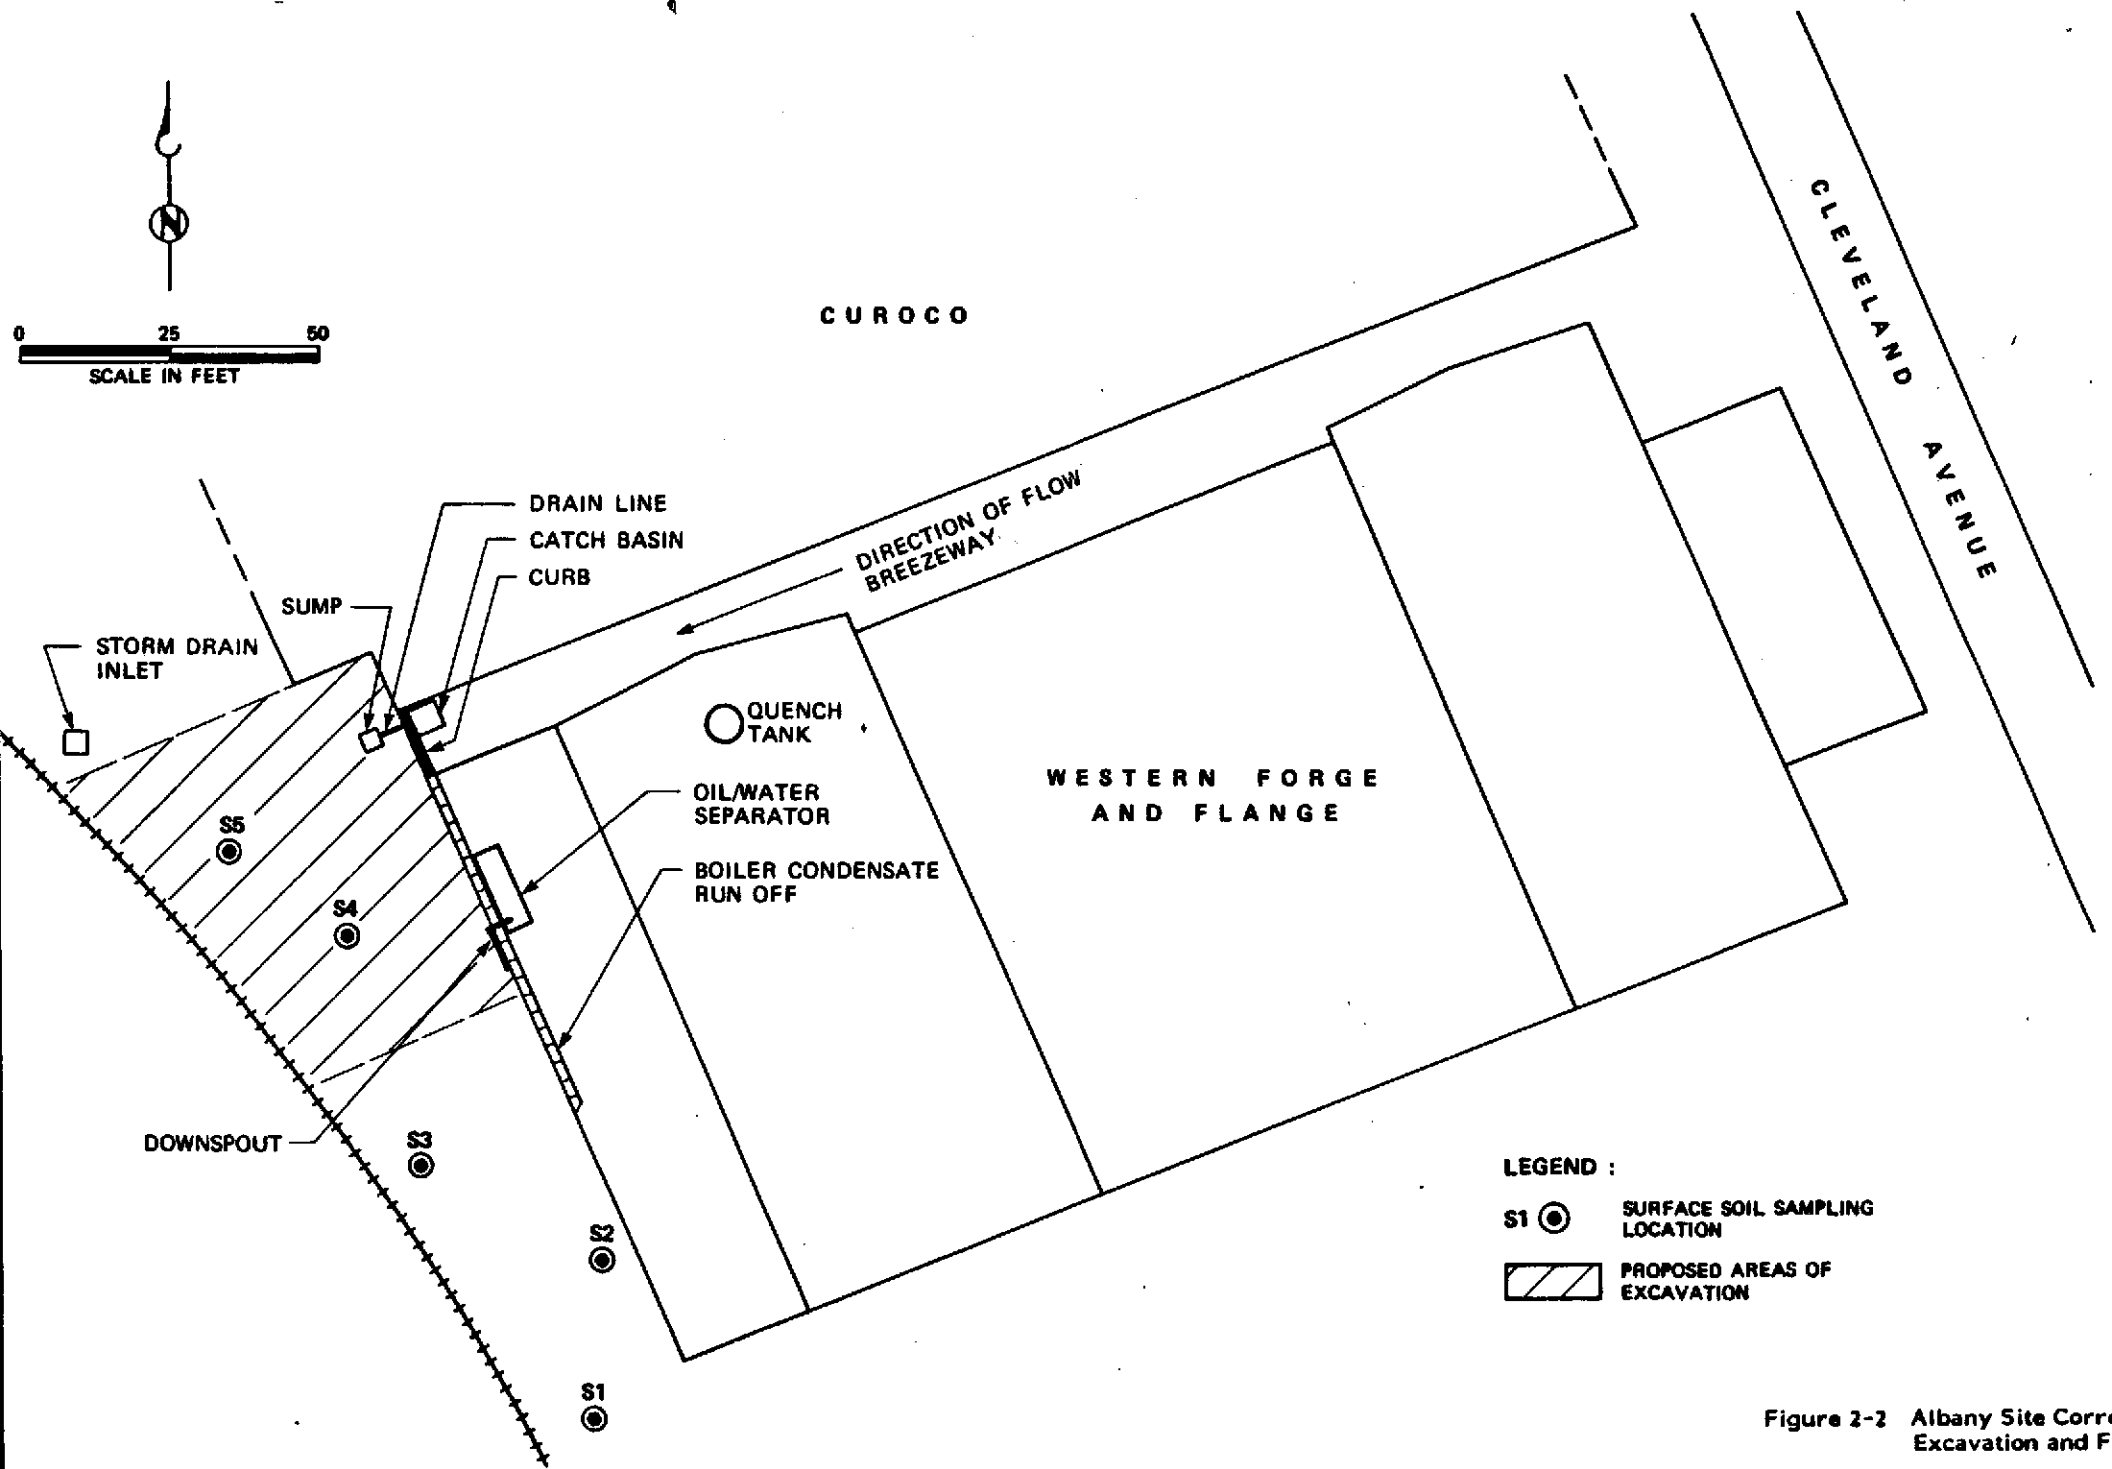 N
0 25 50
SCALE IN FEET
CUROCO
CLEVELAND AVENUE
DRAIN LINE
CATCH BASIN
CURB
SUMP
STORM DRAIN
INLET
DIRECTION OF FLOW
BREEZEWAY
QUENCH
TANK
OIL/WATER
SEPARATOR
BOILER CONDENSATE
RUN OFF
WESTERN FORGE
AND FLANGE
S5
S4
DOWNSPOUT
S3
S2
S1
LEGEND :
S1 SURFACE SOIL SAMPLING
LOCATION
PROPOSED AREAS OF
EXCAVATION
Figure 2-2 Albany Site Corre
Excavation and F